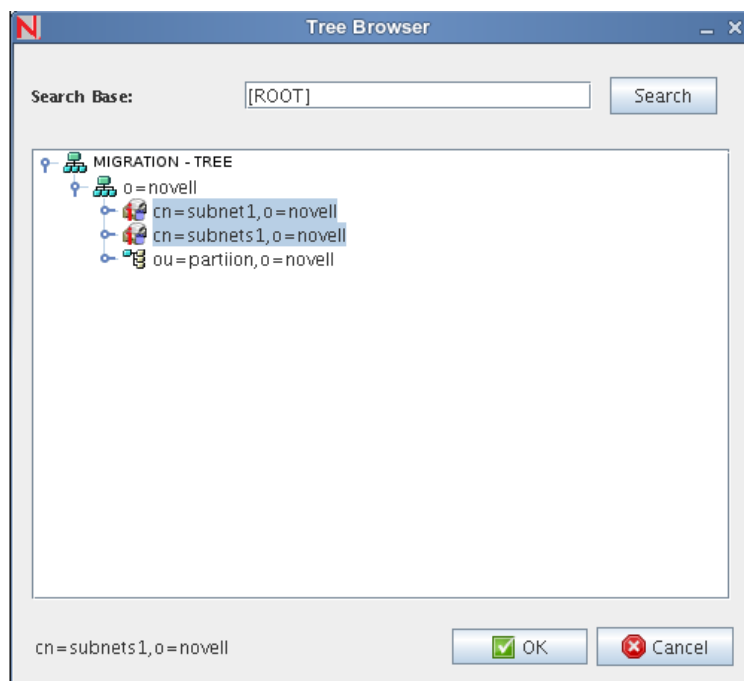 N Tree Browser
Search Base: [ROOT] Search
MIGRATION - TREE
o=novell
cn=subnet1,o=novell
cn=subnets1,o=novell
ou=partiion,o=novell
cn=subnets1,o=novell OK Cancel